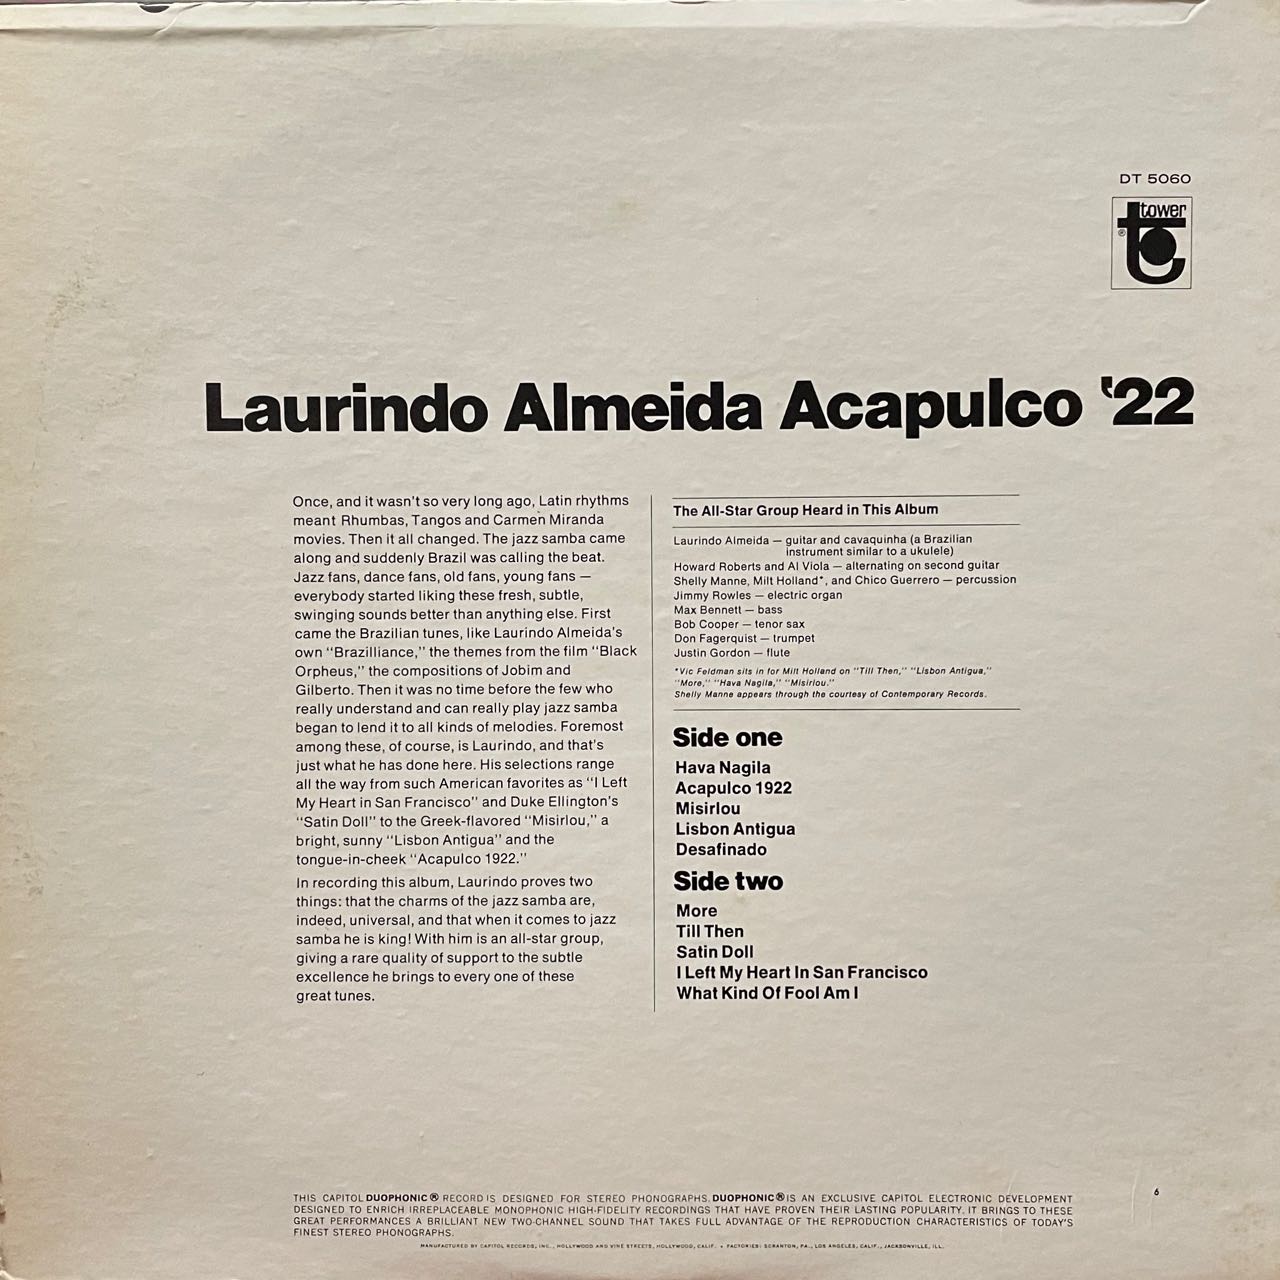 DT 5060
tower
t
®
Laurindo Almeida Acapulco '22
Once, and it wasn't so very long ago, Latin rhythms
meant Rhumbas, Tangos and Carmen Miranda
movies. Then it all changed. The jazz samba came
along and suddenly Brazil was calling the beat.
Jazz fans, dance fans, old fans, young fans —
everybody started liking these fresh, subtle,
swinging sounds better than anything else. First
came the Brazilian tunes, like Laurindo Almeida's
own "Brazilliance," the themes from the film "Black
Orpheus," the compositions of Jobim and
Gilberto. Then it was no time before the few who
really understand and can really play jazz samba
began to lend it to all kinds of melodies. Foremost
among these, of course, is Laurindo, and that's
just what he has done here. His selections range
all the way from such American favorites as "I Left
My Heart in San Francisco" and Duke Ellington's
"Satin Doll" to the Greek-flavored "Misirlou," a
bright, sunny "Lisbon Antigua" and the
tongue-in-cheek "Acapulco 1922."
In recording this album, Laurindo proves two
things: that the charms of the jazz samba are,
indeed, universal, and that when it comes to jazz
samba he is king! With him is an all-star group,
giving a rare quality of support to the subtle
excellence he brings to every one of these
great tunes.
The All-Star Group Heard in This Album
Laurindo Almeida — guitar and cavaquinha (a Brazilian
instrument similar to a ukulele)
Howard Roberts and Al Viola — alternating on second guitar
Shelly Manne, Milt Holland*, and Chico Guerrero — percussion
Jimmy Rowles — electric organ
Max Bennett — bass
Bob Cooper — tenor sax
Don Fagerquist — trumpet
Justin Gordon — flute
*Vic Feldman sits in for Milt Holland on "Till Then," "Lisbon Antigua,"
"More," "Hava Nagila," "Misirlou."
Shelly Manne appears through the courtesy of Contemporary Records.
Side one
Hava Nagila
Acapulco 1922
Misirlou
Lisbon Antigua
Desafinado
Side two
More
Till Then
Satin Doll
I Left My Heart In San Francisco
What Kind Of Fool Am I
6
THIS CAPITOL DUOPHONIC® RECORD IS DESIGNED FOR STEREO PHONOGRAPHS. DUOPHONIC® IS AN EXCLUSIVE CAPITOL ELECTRONIC DEVELOPMENT
DESIGNED TO ENRICH IRREPLACEABLE MONOPHONIC HIGH-FIDELITY RECORDINGS THAT HAVE PROVEN THEIR LASTING POPULARITY. IT BRINGS TO THESE
GREAT PERFORMANCES A BRILLIANT NEW TWO-CHANNEL SOUND THAT TAKES FULL ADVANTAGE OF THE REPRODUCTION CHARACTERISTICS OF TODAY'S
FINEST STEREO PHONOGRAPHS.
MANUFACTURED BY CAPITOL RECORDS, INC., HOLLYWOOD AND VINE STREETS, HOLLYWOOD, CALIF. • FACTORIES: SCRANTON, PA., LOS ANGELES, CALIF., JACKSONVILLE, ILL.